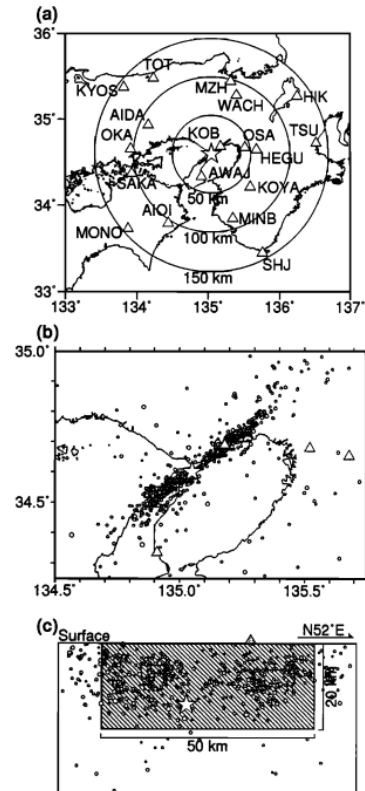 (a)
36˚
TOT
KYOS
MZH
HIK
WACH
AIDA
35˚
KOB
OSA
TSU
OKA
HEGU
SAKA
AWAJ
KOYA
50 km
AIOI
MINB
34˚
MONO
100 km
SHJ
150 km
33˚
133˚
134˚
135˚
136˚
137˚
(b)
35.0˚
34.5˚
134.5˚
135.0˚
135.5˚
(c)
N52˚E
Surface
20 km
50 km